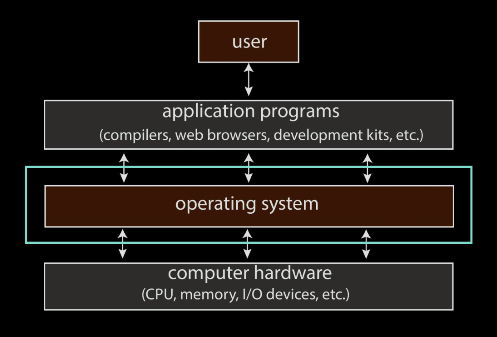 user
application programs
(compilers, web browsers, development kits, etc.)
operating system
computer hardware
(CPU, memory, I/O devices, etc.)